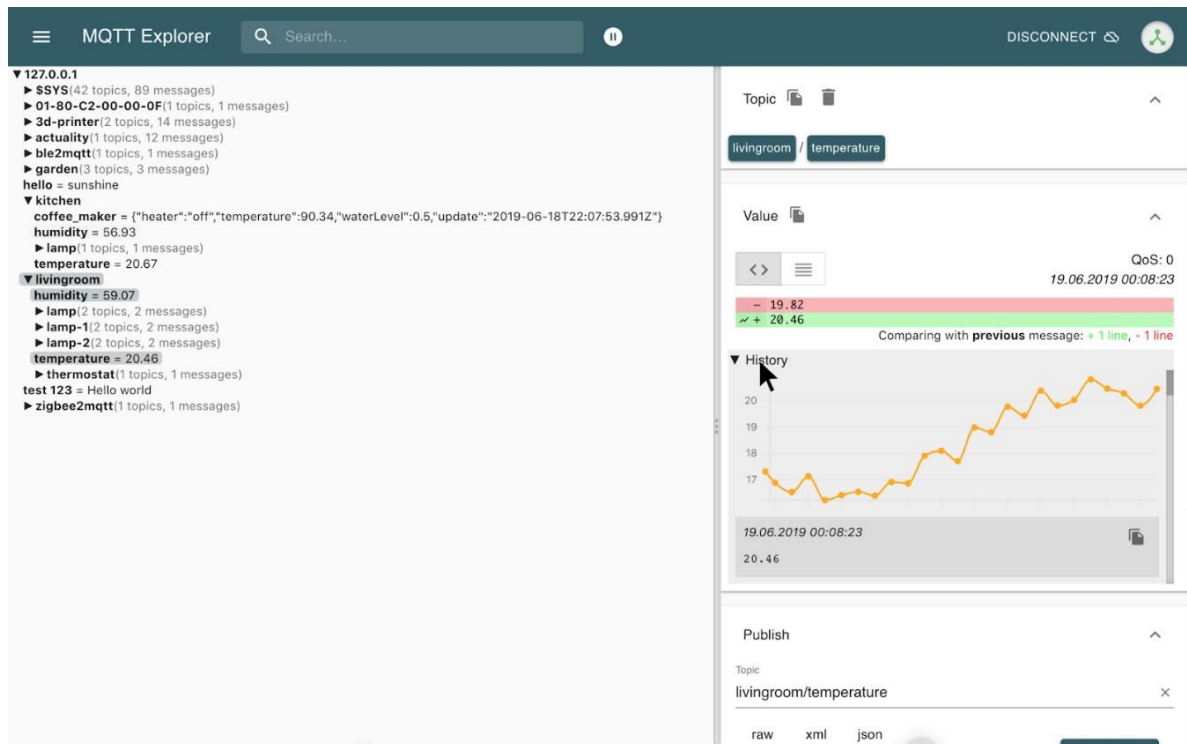 MQTT Explorer
Search...
DISCONNECT
▼ 127.0.0.1
▶ $SYS(42 topics, 89 messages)
▶ 01-80-C2-00-00-0F(1 topics, 1 messages)
▶ 3d-printer(2 topics, 14 messages)
▶ actuality(1 topics, 12 messages)
▶ ble2mqtt(1 topics, 1 messages)
▶ garden(3 topics, 3 messages)
hello = sunshine
▼ kitchen
coffee_maker = {"heater":"off","temperature":90.34,"waterLevel":0.5,"update":"2019-06-18T22:07:53.991Z"}
humidity = 56.93
▶ lamp(1 topics, 1 messages)
temperature = 20.67
▼ livingroom
humidity = 59.07
▶ lamp(2 topics, 2 messages)
▶ lamp-1(2 topics, 2 messages)
▶ lamp-2(2 topics, 2 messages)
temperature = 20.46
▶ thermostat(1 topics, 1 messages)
test 123 = Hello world
▶ zigbee2mqtt(1 topics, 1 messages)
Topic
livingroom / temperature
Value
QoS: 0
19.06.2019 00:08:23
- 19.82
+ 20.46
Comparing with previous message: + 1 line, - 1 line
▼ History
20
19
18
17
19.06.2019 00:08:23
20.46
Publish
Topic
livingroom/temperature
raw xml json